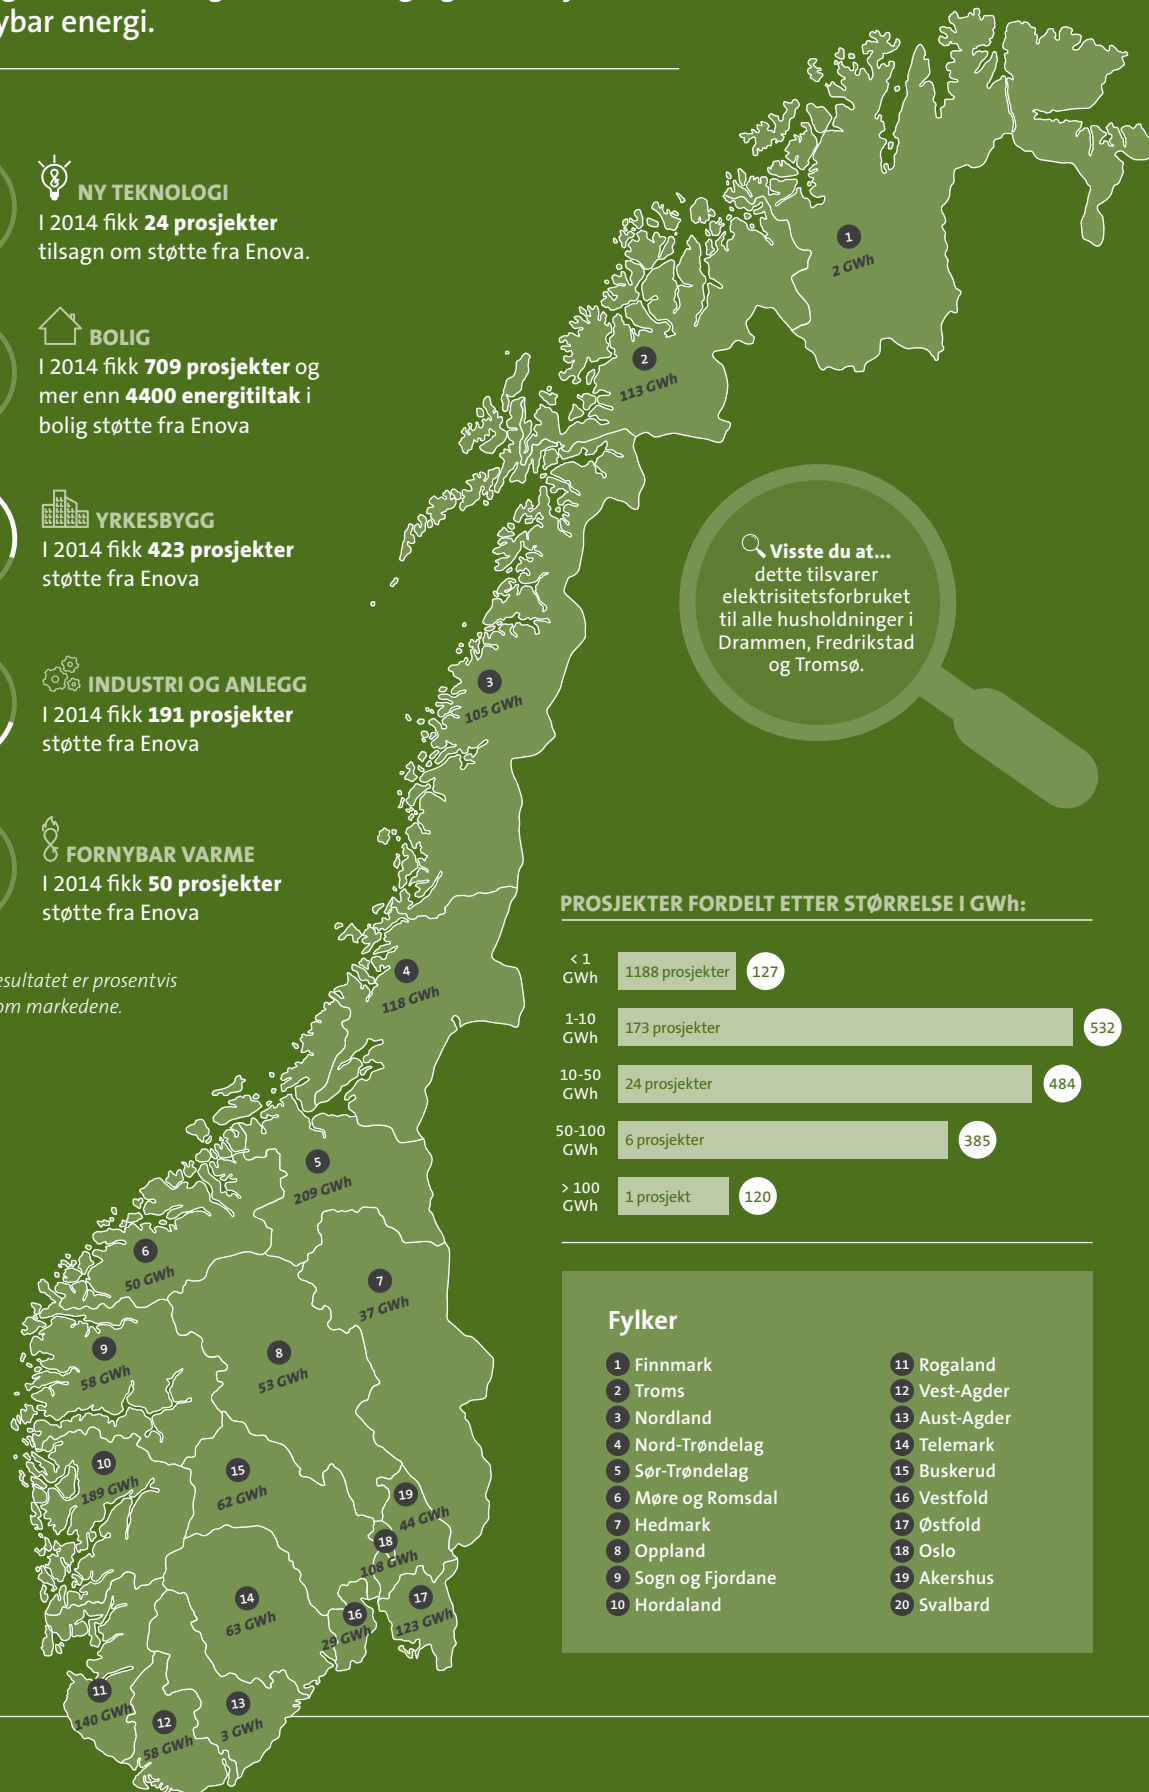 ybar energi.
NY TEKNOLOGI
I 2014 fikk 24 prosjekter
tilsagn om støtte fra Enova.
BOLIG
I 2014 fikk 709 prosjekter og
mer enn 4400 energitiltak i
bolig støtte fra Enova
YRKESBYGG
I 2014 fikk 423 prosjekter
støtte fra Enova
INDUSTRI OG ANLEGG
I 2014 fikk 191 prosjekter
støtte fra Enova
FORNYBAR VARME
I 2014 fikk 50 prosjekter
støtte fra Enova
esultatet er prosentvis
om markedene.
1
2 GWh
2
113 GWh
3
105 GWh
4
118 GWh
5
209 GWh
6
50 GWh
7
37 GWh
8
53 GWh
9
58 GWh
10
189 GWh
15
62 GWh
19
44 GWh
18
108 GWh
14
63 GWh
16
29 GWh
17
123 GWh
11
140 GWh
12
58 GWh
13
3 GWh
Visste du at...
dette tilsvarer
elektrisitetsforbruket
til alle husholdninger i
Drammen, Fredrikstad
og Tromsø.
PROSJEKTER FORDELT ETTER STØRRELSE I GWh:
< 1
GWh
1188 prosjekter
127
1-10
GWh
173 prosjekter
532
10-50
GWh
24 prosjekter
484
50-100
GWh
6 prosjekter
385
> 100
GWh
1 prosjekt
120
Fylker
1 Finnmark
2 Troms
3 Nordland
4 Nord-Trøndelag
5 Sør-Trøndelag
6 Møre og Romsdal
7 Hedmark
8 Oppland
9 Sogn og Fjordane
10 Hordaland
11 Rogaland
12 Vest-Agder
13 Aust-Agder
14 Telemark
15 Buskerud
16 Vestfold
17 Østfold
18 Oslo
19 Akershus
20 Svalbard